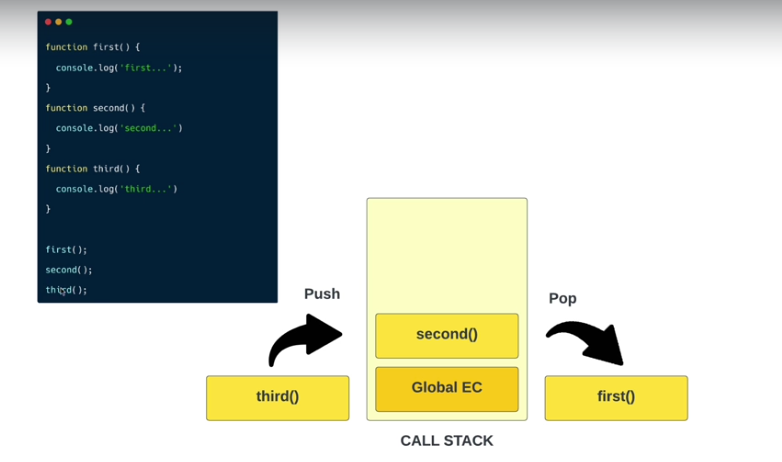 function first() {
console.log('first...');
}
function second() {
console.log('second...')
}
function third() {
console.log('third...')
}
first();
second();
third();
Push
Pop
second()
Global EC
third()
first()
CALL STACK